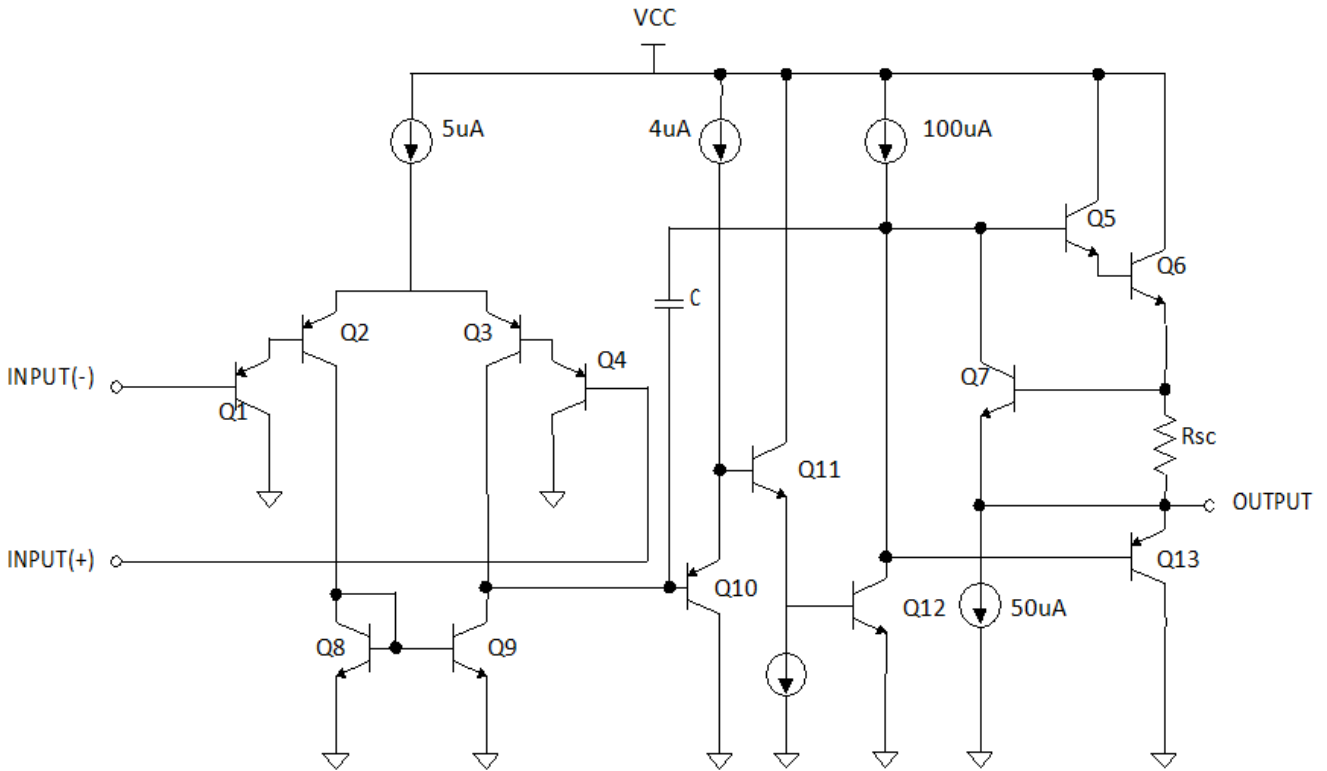 VCC
5uA
4uA
100uA
Q5
Q6
C
Q2
Q3
Q4
INPUT(-)
Q1
Q7
Rsc
Q11
OUTPUT
INPUT(+)
Q10
Q13
Q12
50uA
Q8
Q9